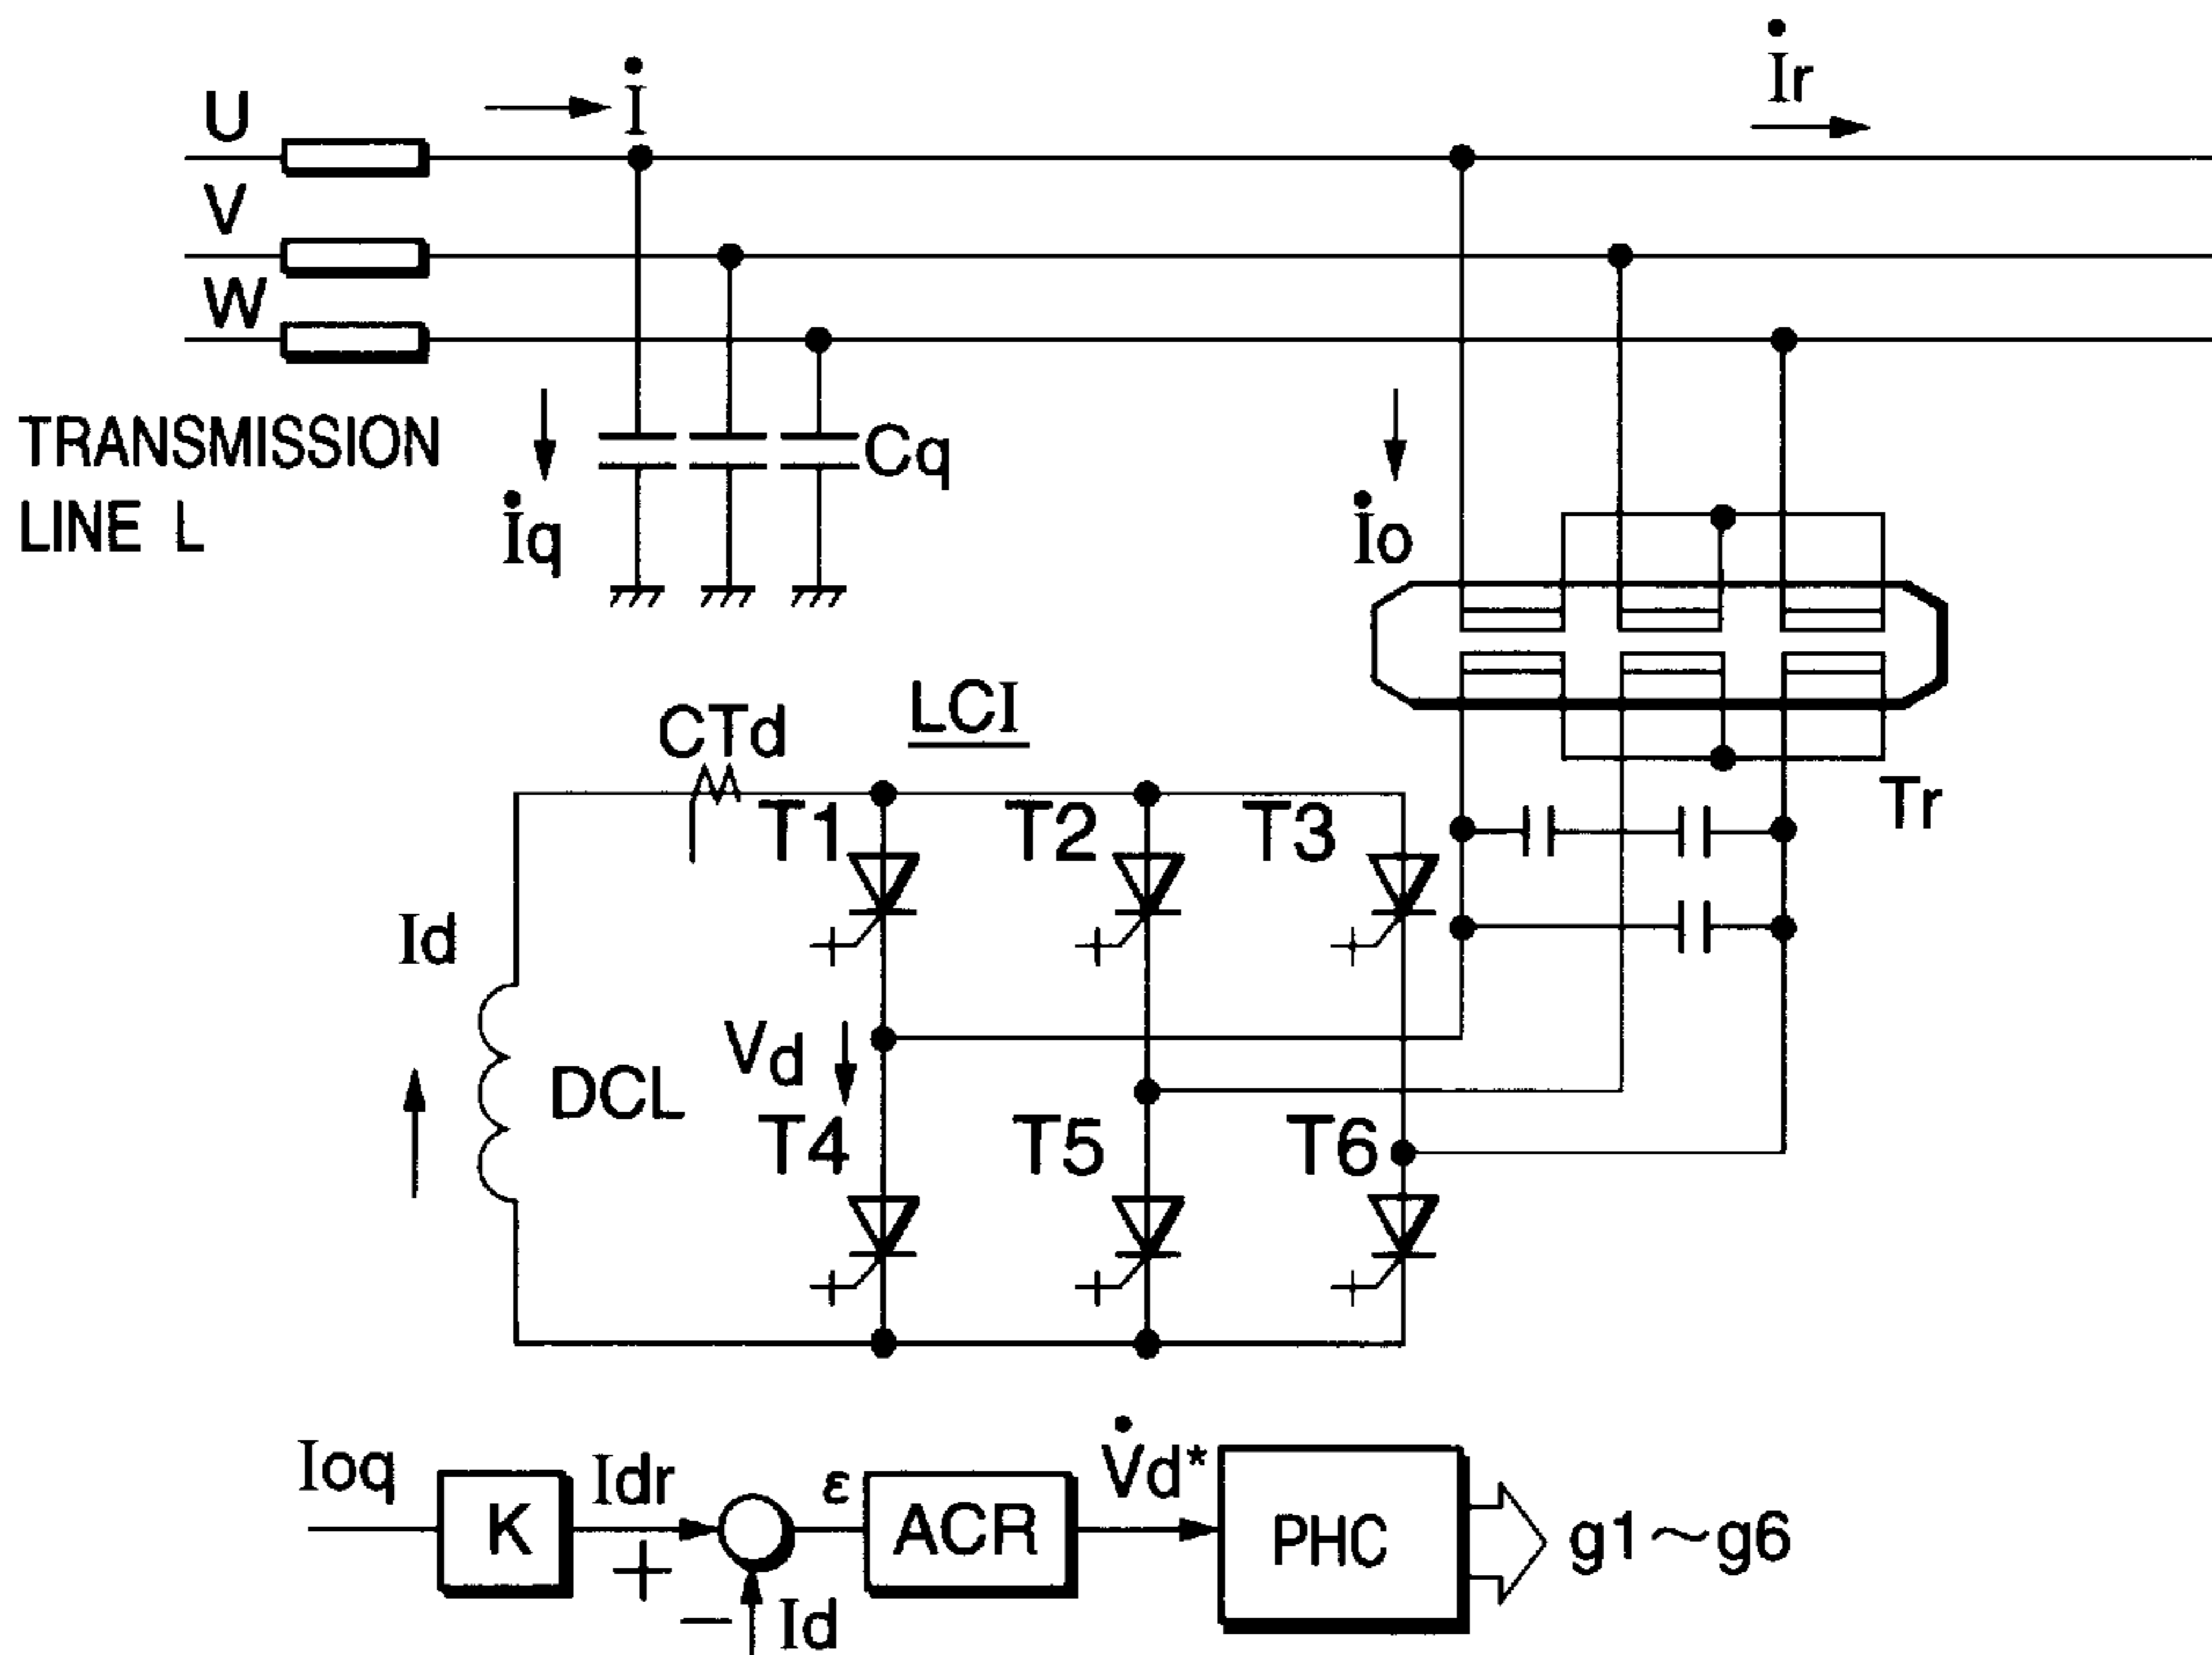 U
İ
İr
V
W
TRANSMISSION
LINE L
Cq
İq
İo
LCI
CTd
T1
T2
T3
Tr
Id
Vd
DCL
T4
T5
T6
Ioq
K
Idr
+
−
Id
ε
ACR
V̇d*
PHC
g1～g6